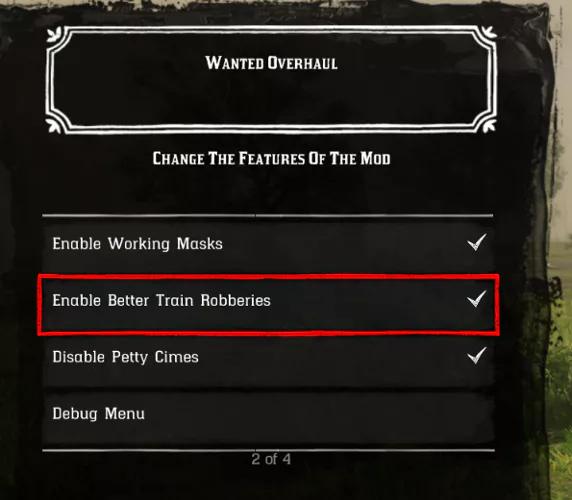 Wanted Overhaul
Change The Features Of The Mod
Enable Working Masks
Enable Better Train Robberies
Disable Petty Cimes
Debug Menu
2 of 4